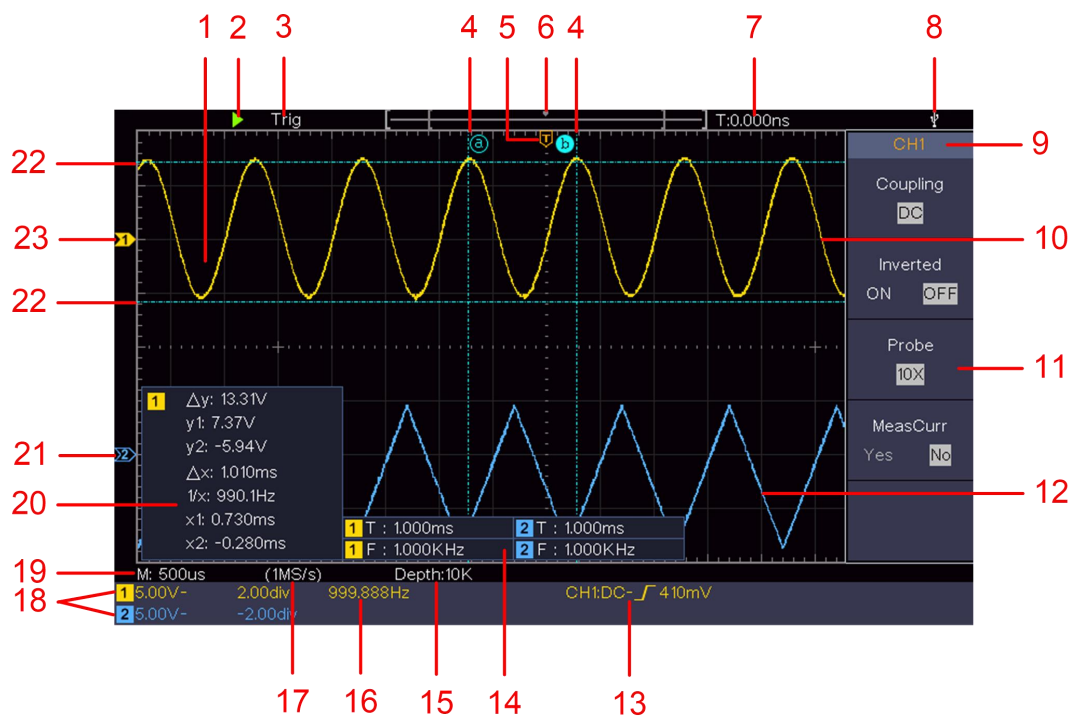 1 2 3 4 5 6 4 7 8
Trig T:0.000ns
a T b
22
CH1 9
Coupling
DC
23 1 10
Inverted
ON OFF
22
Probe
10X 11
1 Δy: 13.31V
y1: 7.37V
y2: -5.94V
Δx: 1.010ms
1/x: 990.1Hz
x1: 0.730ms
x2: -0.280ms
MeasCurr
Yes No
21 2
20 12
1 T : 1.000ms 2 T : 1.000ms
1 F : 1.000KHz 2 F : 1.000KHz
19 M: 500us (1MS/s) Depth:10K
18 1 5.00V- 2.00div 999.888Hz CH1:DC- 410mV
2 5.00V- -2.00div
17 16 15 14 13